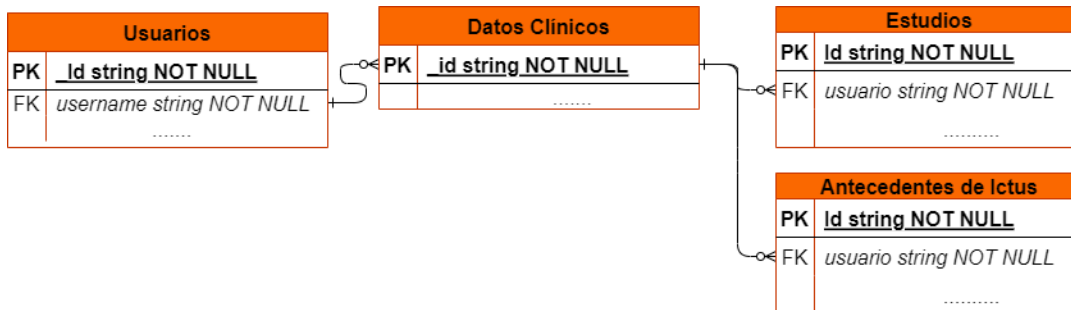 Usuarios
PK _Id string NOT NULL
FK username string NOT NULL
.......
Datos Clínicos
PK _id string NOT NULL
.......
Estudios
PK Id string NOT NULL
FK usuario string NOT NULL
..........
Antecedentes de Ictus
PK Id string NOT NULL
FK usuario string NOT NULL
..........